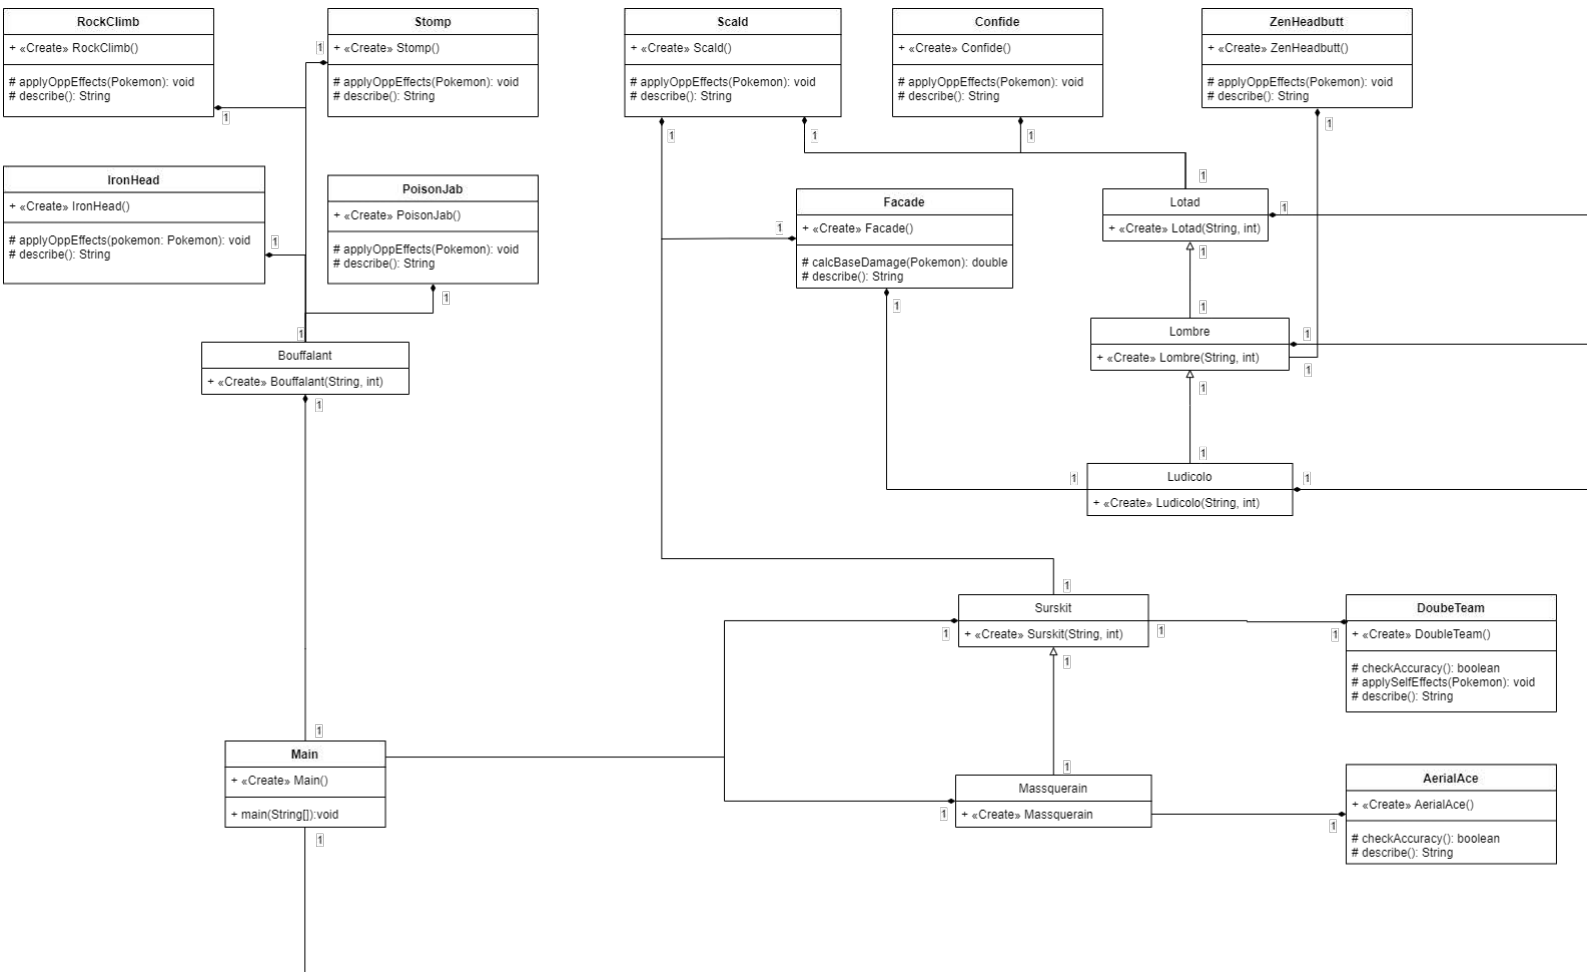 RockClimb
+ «Create» RockClimb()
# applyOppEffects(Pokemon): void
# describe(): String
1
Stomp
+ «Create» Stomp()
# applyOppEffects(Pokemon): void
# describe(): String
1
Scald
+ «Create» Scald()
# applyOppEffects(Pokemon): void
# describe(): String
1
1
Confide
+ «Create» Confide()
# applyOppEffects(Pokemon): void
# describe(): String
1
ZenHeadbutt
+ «Create» ZenHeadbutt()
# applyOppEffects(Pokemon): void
# describe(): String
1
IronHead
+ «Create» IronHead()
# applyOppEffects(pokemon: Pokemon): void
# describe(): String
1
PoisonJab
+ «Create» PoisonJab()
# applyOppEffects(Pokemon): void
# describe(): String
1
Facade
+ «Create» Facade()
# calcBaseDamage(Pokemon): double
# describe(): String
1
1
1
Lotad
+ «Create» Lotad(String, int)
1
1
1
Bouffalant
+ «Create» Bouffalant(String, int)
1
1
Lombre
+ «Create» Lombre(String, int)
1
1
1
1
1
Ludicolo
+ «Create» Ludicolo(String, int)
1
1
Surskit
+ «Create» Surskit(String, int)
1
1
1
DoubeTeam
+ «Create» DoubleTeam()
# checkAccuracy(): boolean
# applySelfEffects(Pokemon): void
# describe(): String
1
1
Main
+ «Create» Main()
+ main(String[]):void
1
1
Massquerain
+ «Create» Massquerain
1
AerialAce
+ «Create» AerialAce()
# checkAccuracy(): boolean
# describe(): String
1